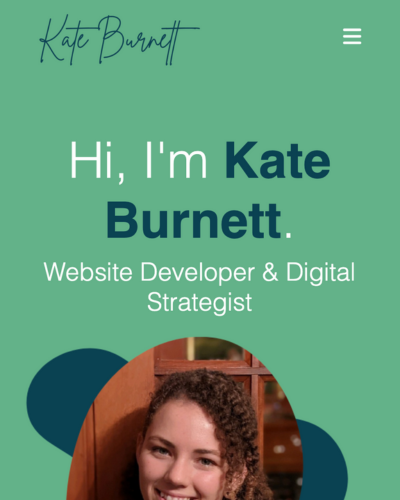 Kate Burnett
Hi, I'm Kate
Burnett.
Website Developer & Digital
Strategist